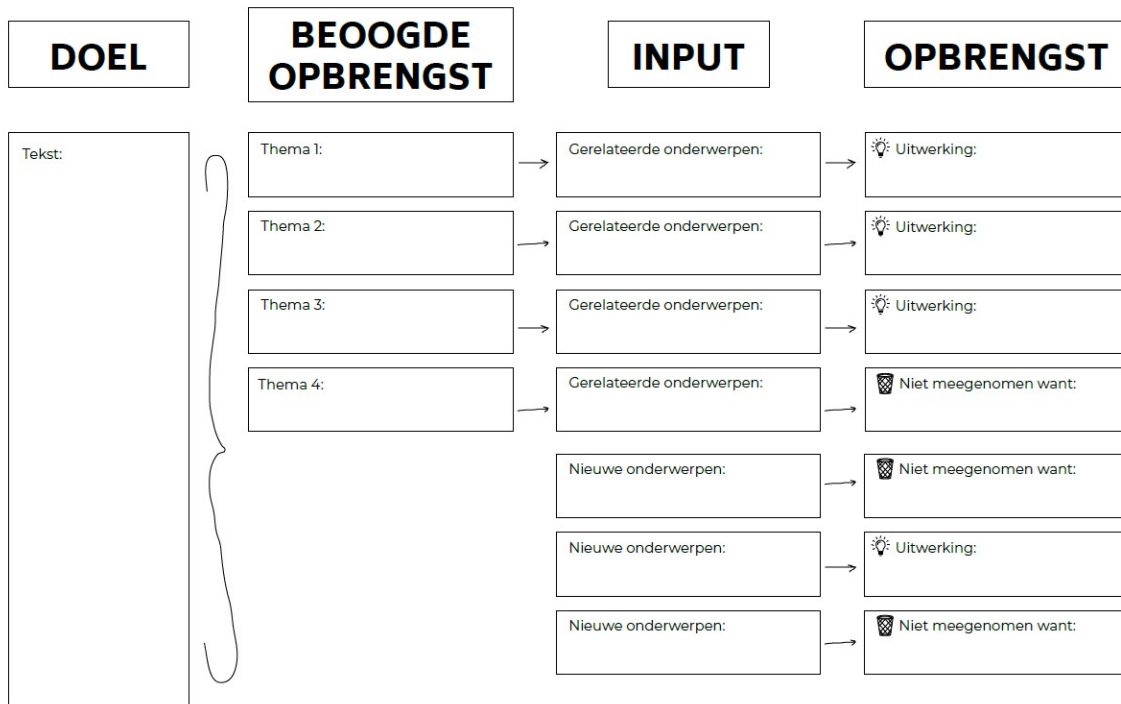 DOEL
BEOOGDE
OPBRENGST
INPUT
OPBRENGST
Tekst:
Thema 1:
Gerelateerde onderwerpen:
Uitwerking:
Thema 2:
Gerelateerde onderwerpen:
Uitwerking:
Thema 3:
Gerelateerde onderwerpen:
Uitwerking:
Thema 4:
Gerelateerde onderwerpen:
Niet meegenomen want:
Nieuwe onderwerpen:
Niet meegenomen want:
Nieuwe onderwerpen:
Uitwerking:
Nieuwe onderwerpen:
Niet meegenomen want: